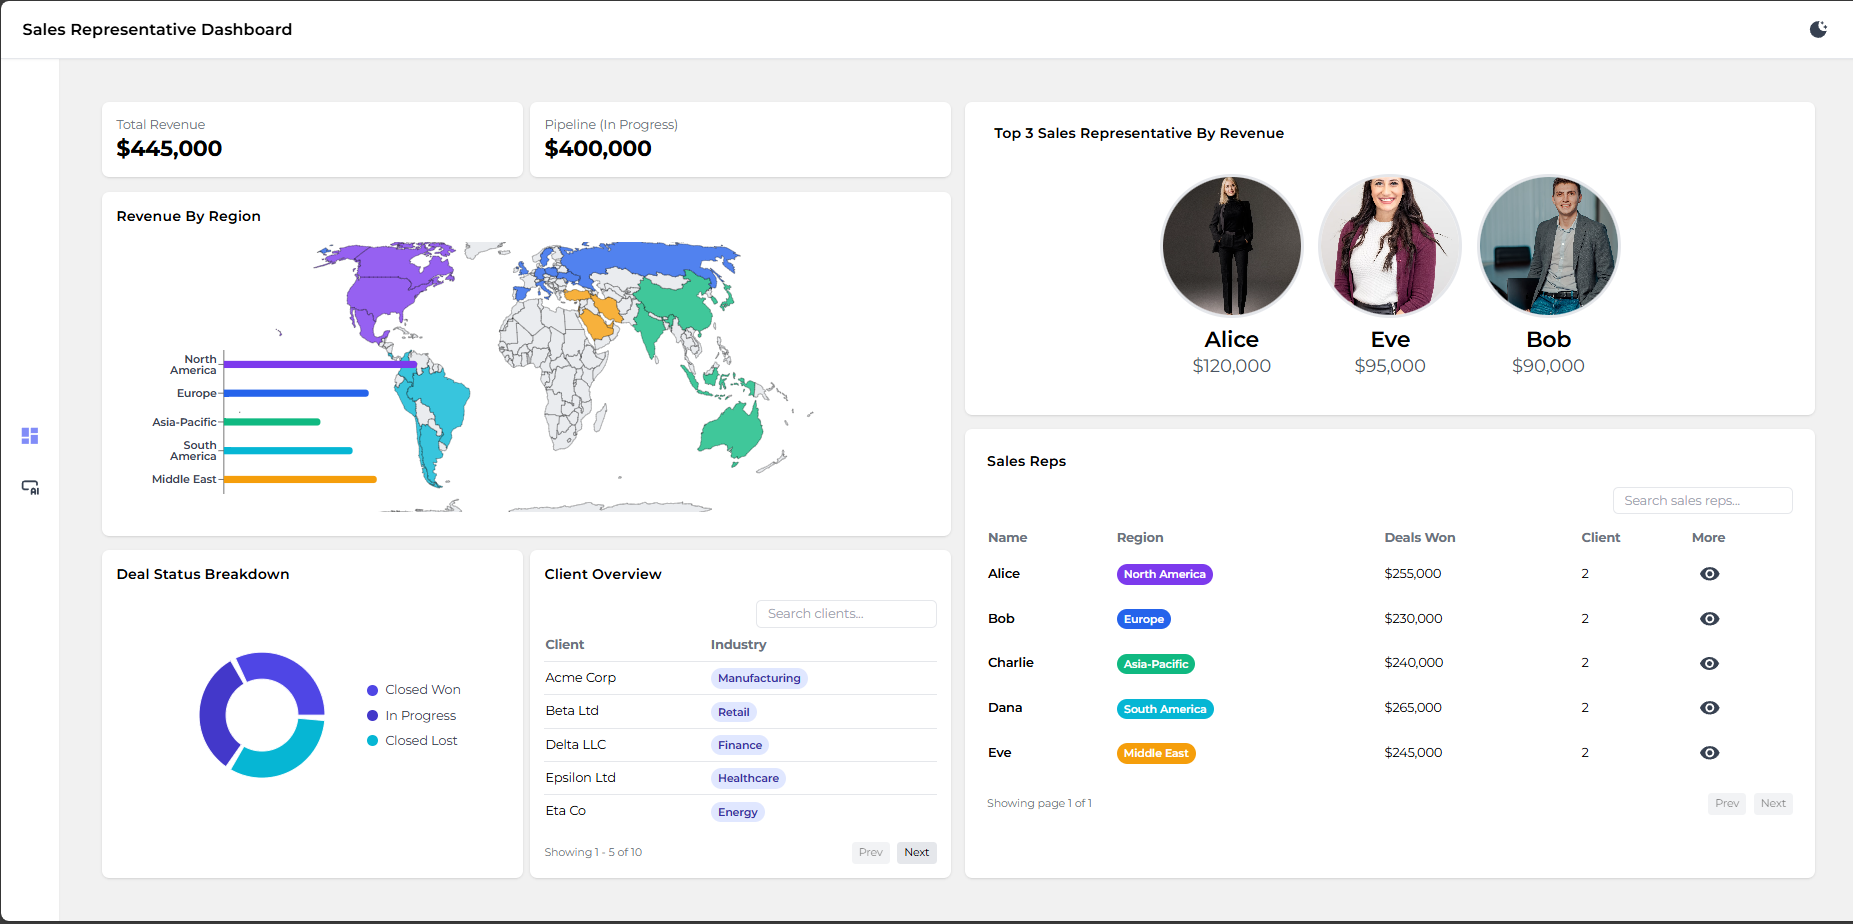 Sales Representative Dashboard
Total Revenue
$445,000
Pipeline (In Progress)
$400,000
Revenue By Region
North
America
Europe
Asia-Pacific
South
America
Middle East
Deal Status Breakdown
Closed Won
In Progress
Closed Lost
Client Overview
Search clients...
Client Industry
Acme Corp Manufacturing
Beta Ltd Retail
Delta LLC Finance
Epsilon Ltd Healthcare
Eta Co Energy
Showing 1 - 5 of 10 Prev Next
Top 3 Sales Representative By Revenue
Alice Eve Bob
$120,000 $95,000 $90,000
Sales Reps
Search sales reps...
Name Region Deals Won Client More
Alice North America $255,000 2
Bob Europe $230,000 2
Charlie Asia-Pacific $240,000 2
Dana South America $265,000 2
Eve Middle East $245,000 2
Showing page 1 of 1 Prev Next
AI